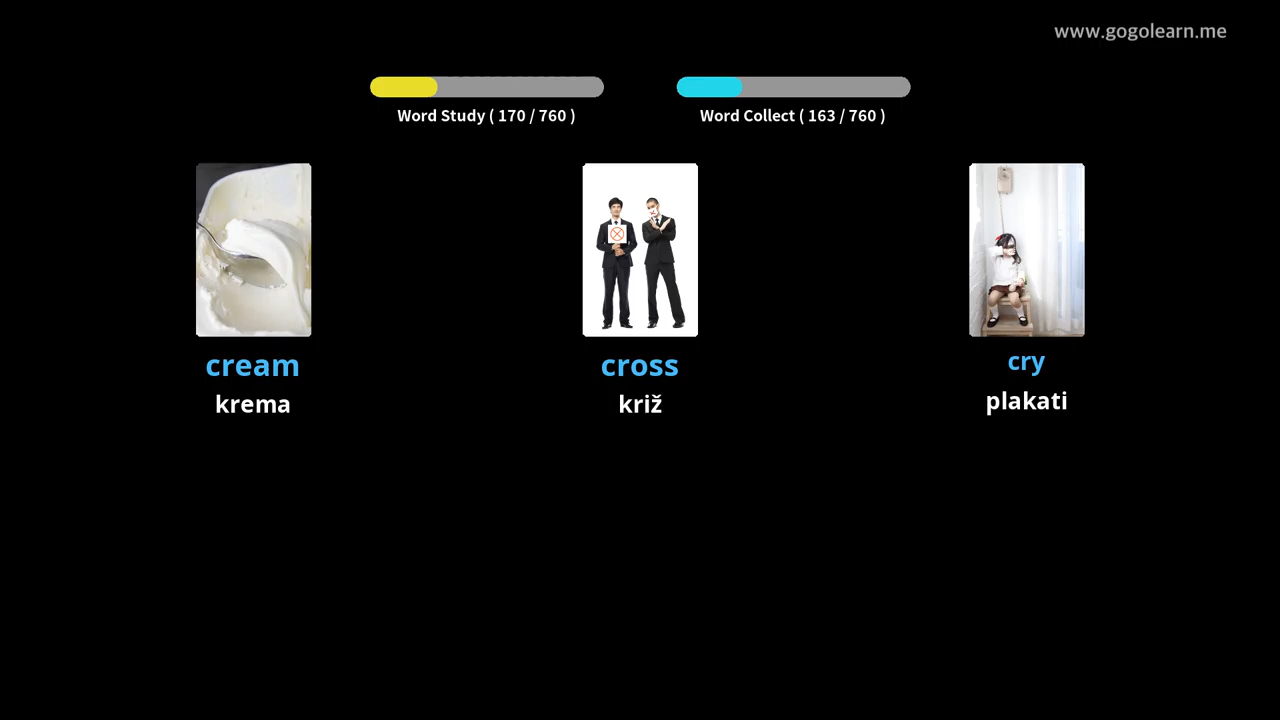 www.gogolearn.me
Word Study ( 170 / 760 )
Word Collect ( 163 / 760 )
cream
krema
cross
križ
cry
plakati